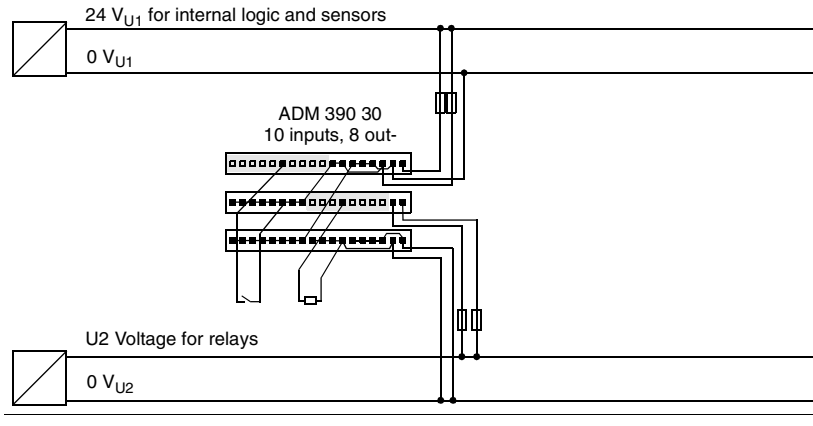 24 VU1 for internal logic and sensors
0 VU1
ADM 390 30
10 inputs, 8 out-
U2 Voltage for relays
0 VU2